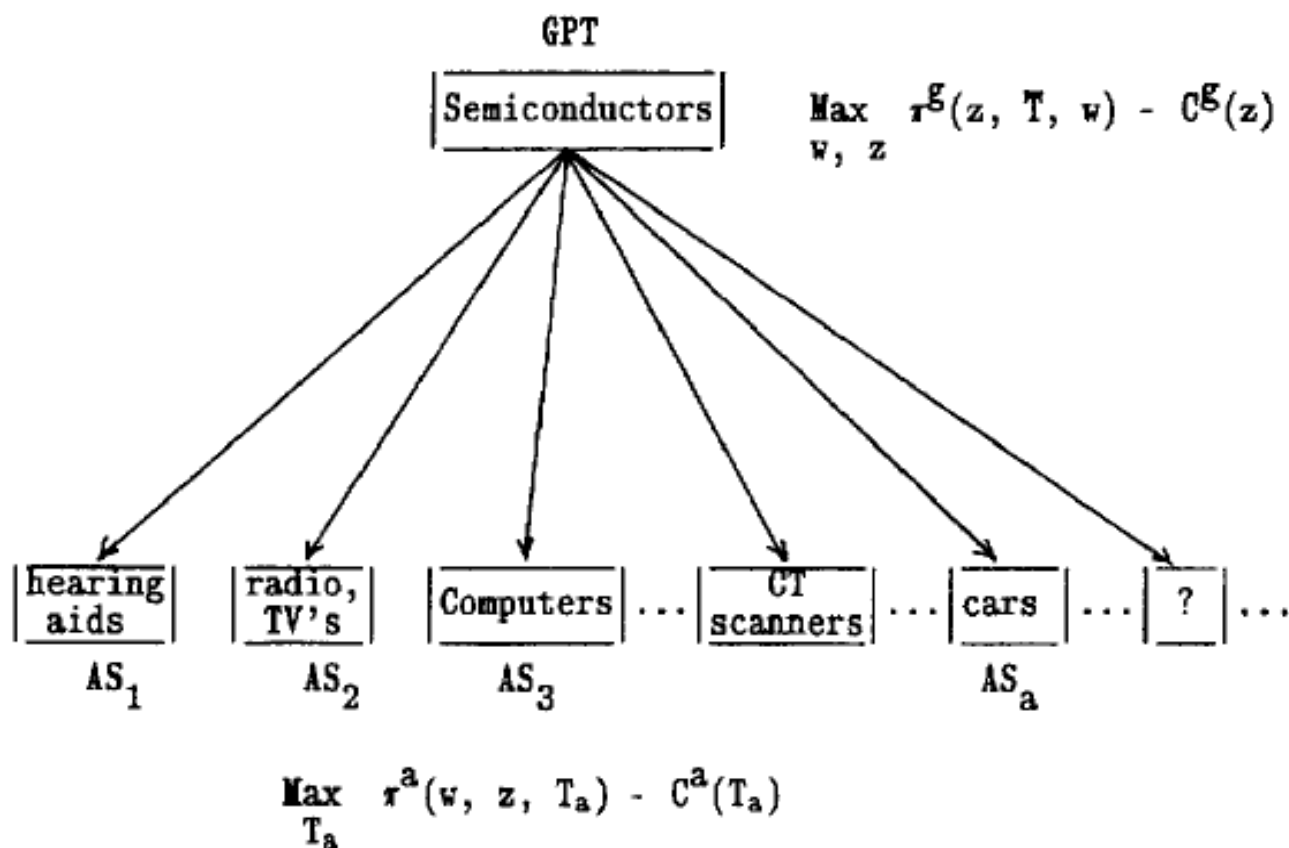 GPT
Semiconductors
Max π^g(z, T, w) - C^g(z)
w, z
hearing aids
radio, TV's
Computers
...
CT scanners
...
cars
...
?
...
AS_1
AS_2
AS_3
AS_a
Max π^a(w, z, T_a) - C^a(T_a)
T_a